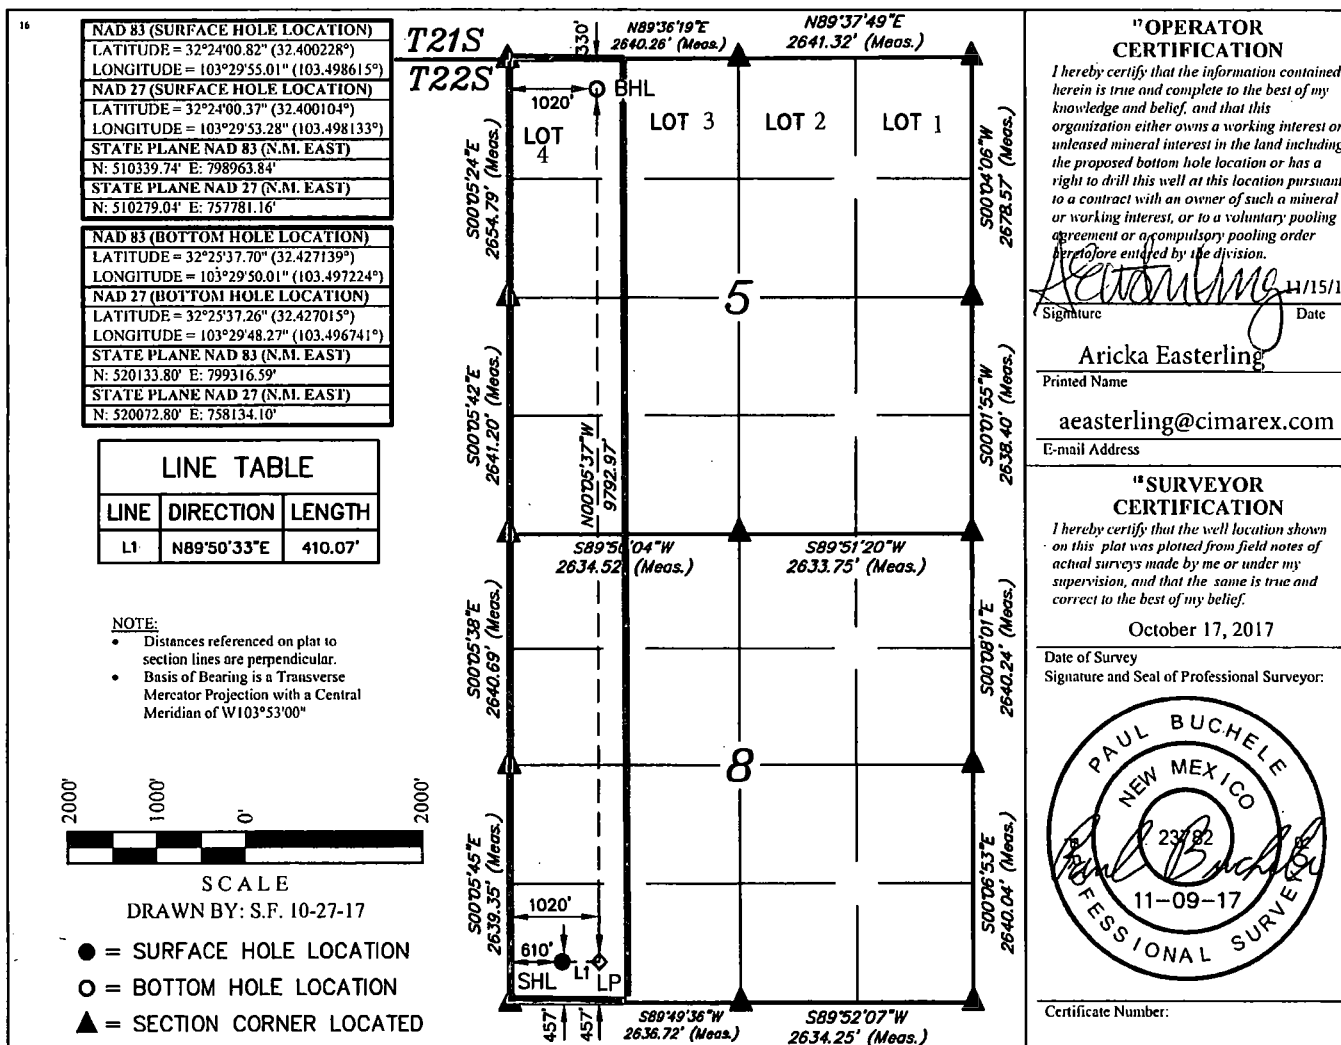 16
NAD 83 (SURFACE HOLE LOCATION)
LATITUDE = 32°24'00.82" (32.400228°)
LONGITUDE = 103°29'55.01" (103.498615°)
NAD 27 (SURFACE HOLE LOCATION)
LATITUDE = 32°24'00.37" (32.400104°)
LONGITUDE = 103°29'53.28" (103.498133°)
STATE PLANE NAD 83 (N.M. EAST)
N: 510339.74' E: 798963.84'
STATE PLANE NAD 27 (N.M. EAST)
N: 510279.04' E: 757781.16'
NAD 83 (BOTTOM HOLE LOCATION)
LATITUDE = 32°25'37.70" (32.427139°)
LONGITUDE = 103°29'50.01" (103.497224°)
NAD 27 (BOTTOM HOLE LOCATION)
LATITUDE = 32°25'37.26" (32.427015°)
LONGITUDE = 103°29'48.27" (103.496741°)
STATE PLANE NAD 83 (N.M. EAST)
N: 520133.80' E: 799316.59'
STATE PLANE NAD 27 (N.M. EAST)
N: 520072.80' E: 758134.10'
LINE TABLE
LINE DIRECTION LENGTH
L1 N89°50'33"E 410.07'
NOTE:
• Distances referenced on plat to
section lines are perpendicular.
• Basis of Bearing is a Transverse
Mercator Projection with a Central
Meridian of W103°53'00"
2000'
1000'
0'
2000'
SCALE
DRAWN BY: S.F. 10-27-17
= SURFACE HOLE LOCATION
= BOTTOM HOLE LOCATION
= SECTION CORNER LOCATED
T21S
T22S
330'
N89°36'19"E
2640.26' (Meas.)
N89°37'49"E
2641.32' (Meas.)
1020'
BHL
LOT 4
LOT 3
LOT 2
LOT 1
S00°05'24"E
2654.79' (Meas.)
S00°04'06"W
2678.57' (Meas.)
5
S00°05'42"E
2641.20' (Meas.)
N00°05'37"W
9792.97'
S00°01'55"W
2638.40' (Meas.)
S89°56'04"W
2634.52' (Meas.)
S89°51'20"W
2633.75' (Meas.)
S00°05'38"E
2640.69' (Meas.)
S00°08'01"E
2640.24' (Meas.)
8
S00°05'45"E
2639.35' (Meas.)
S00°06'53"E
2640.04' (Meas.)
1020'
610'
SHL
L1
LP
457'
457'
S89°49'36"W
2636.72' (Meas.)
S89°52'07"W
2634.25' (Meas.)
17 OPERATOR
CERTIFICATION
I hereby certify that the information contained
herein is true and complete to the best of my
knowledge and belief, and that this
organization either owns a working interest or
unleased mineral interest in the land including
the proposed bottom hole location or has a
right to drill this well at this location pursuant
to a contract with an owner of such a mineral
or working interest, or to a voluntary pooling
agreement or a compulsory pooling order
heretofore entered by the division.
11/15/1
Signature Date
Aricka Easterling
Printed Name
aeasterling@cimarex.com
E-mail Address
18 SURVEYOR
CERTIFICATION
I hereby certify that the well location shown
on this plat was plotted from field notes of
actual surveys made by me or under my
supervision, and that the same is true and
correct to the best of my belief.
October 17, 2017
Date of Survey
Signature and Seal of Professional Surveyor:
PAUL BUCHELE
NEW MEXICO
23782
Paul Buchele
11-09-17
PROFESSIONAL SURVEYOR
Certificate Number: